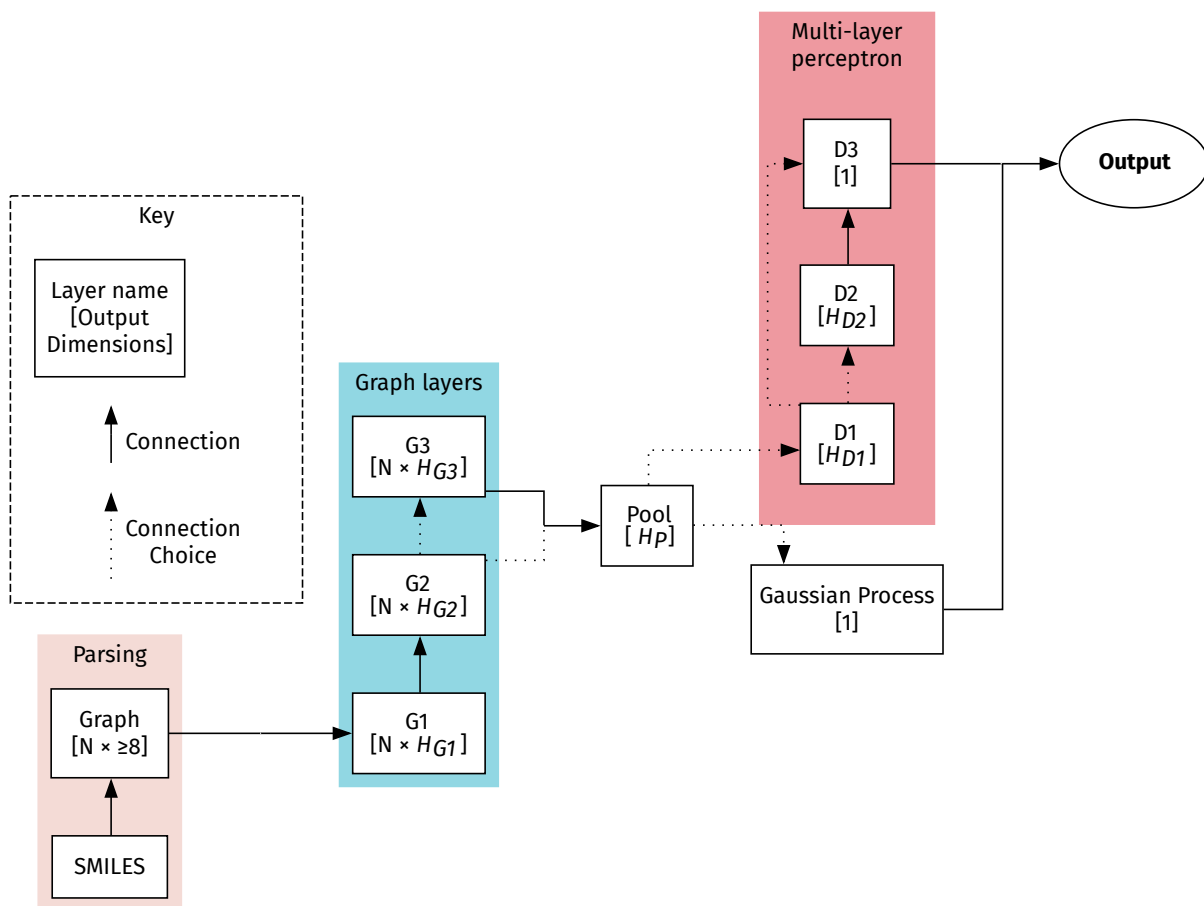 Key
Layer name
[Output
Dimensions]
Connection
Connection
Choice
Parsing
Graph
[N × ≥8]
SMILES
Graph layers
G3
[N × HG3]
G2
[N × HG2]
G1
[N × HG1]
Pool
[ HP]
Multi-layer
perceptron
D3
[1]
D2
[HD2]
D1
[HD1]
Gaussian Process
[1]
Output